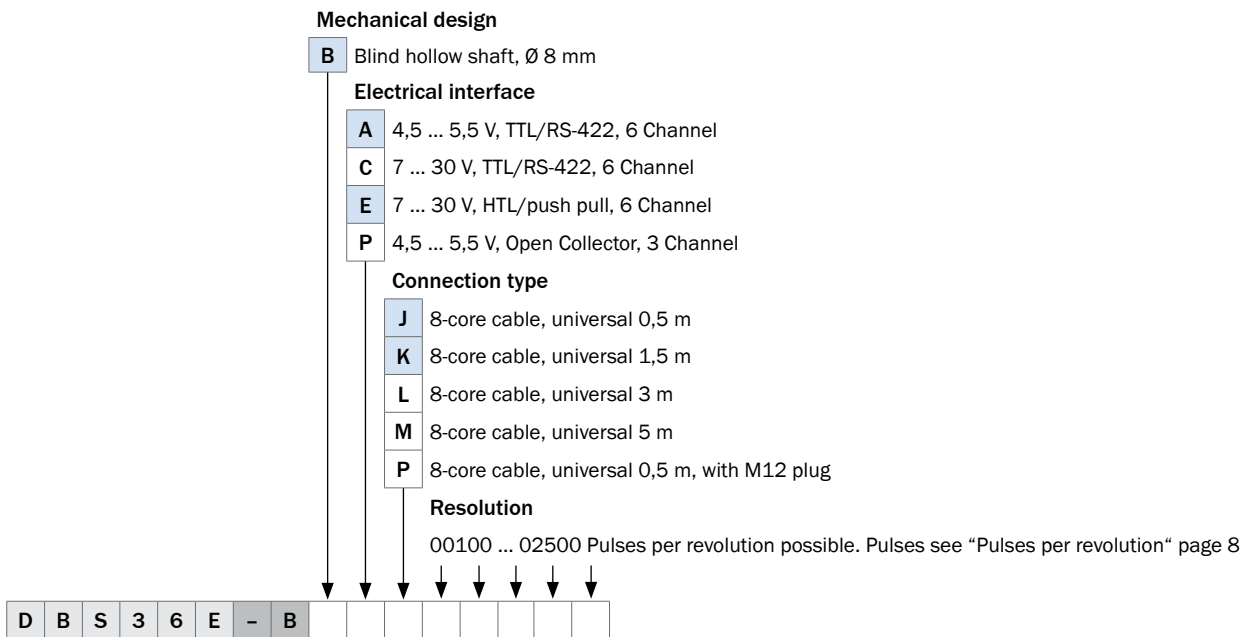 Mechanical design
B Blind hollow shaft, Ø 8 mm
Electrical interface
A 4,5 ... 5,5 V, TTL/RS-422, 6 Channel
C 7 ... 30 V, TTL/RS-422, 6 Channel
E 7 ... 30 V, HTL/push pull, 6 Channel
P 4,5 ... 5,5 V, Open Collector, 3 Channel
Connection type
J 8-core cable, universal 0,5 m
K 8-core cable, universal 1,5 m
L 8-core cable, universal 3 m
M 8-core cable, universal 5 m
P 8-core cable, universal 0,5 m, with M12 plug
Resolution
00100 ... 02500 Pulses per revolution possible. Pulses see “Pulses per revolution“ page 8
D B S 3 6 E – B